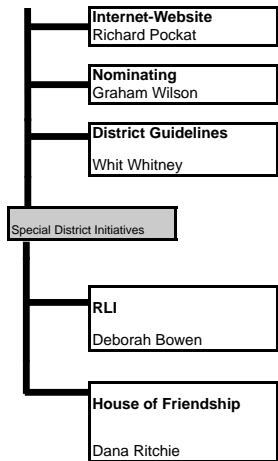 Internet-Website
Richard Pockat
Nominating
Graham Wilson
District Guidelines
Whit Whitney
Special District Initiatives
RLI
Deborah Bowen
House of Friendship
Dana Ritchie